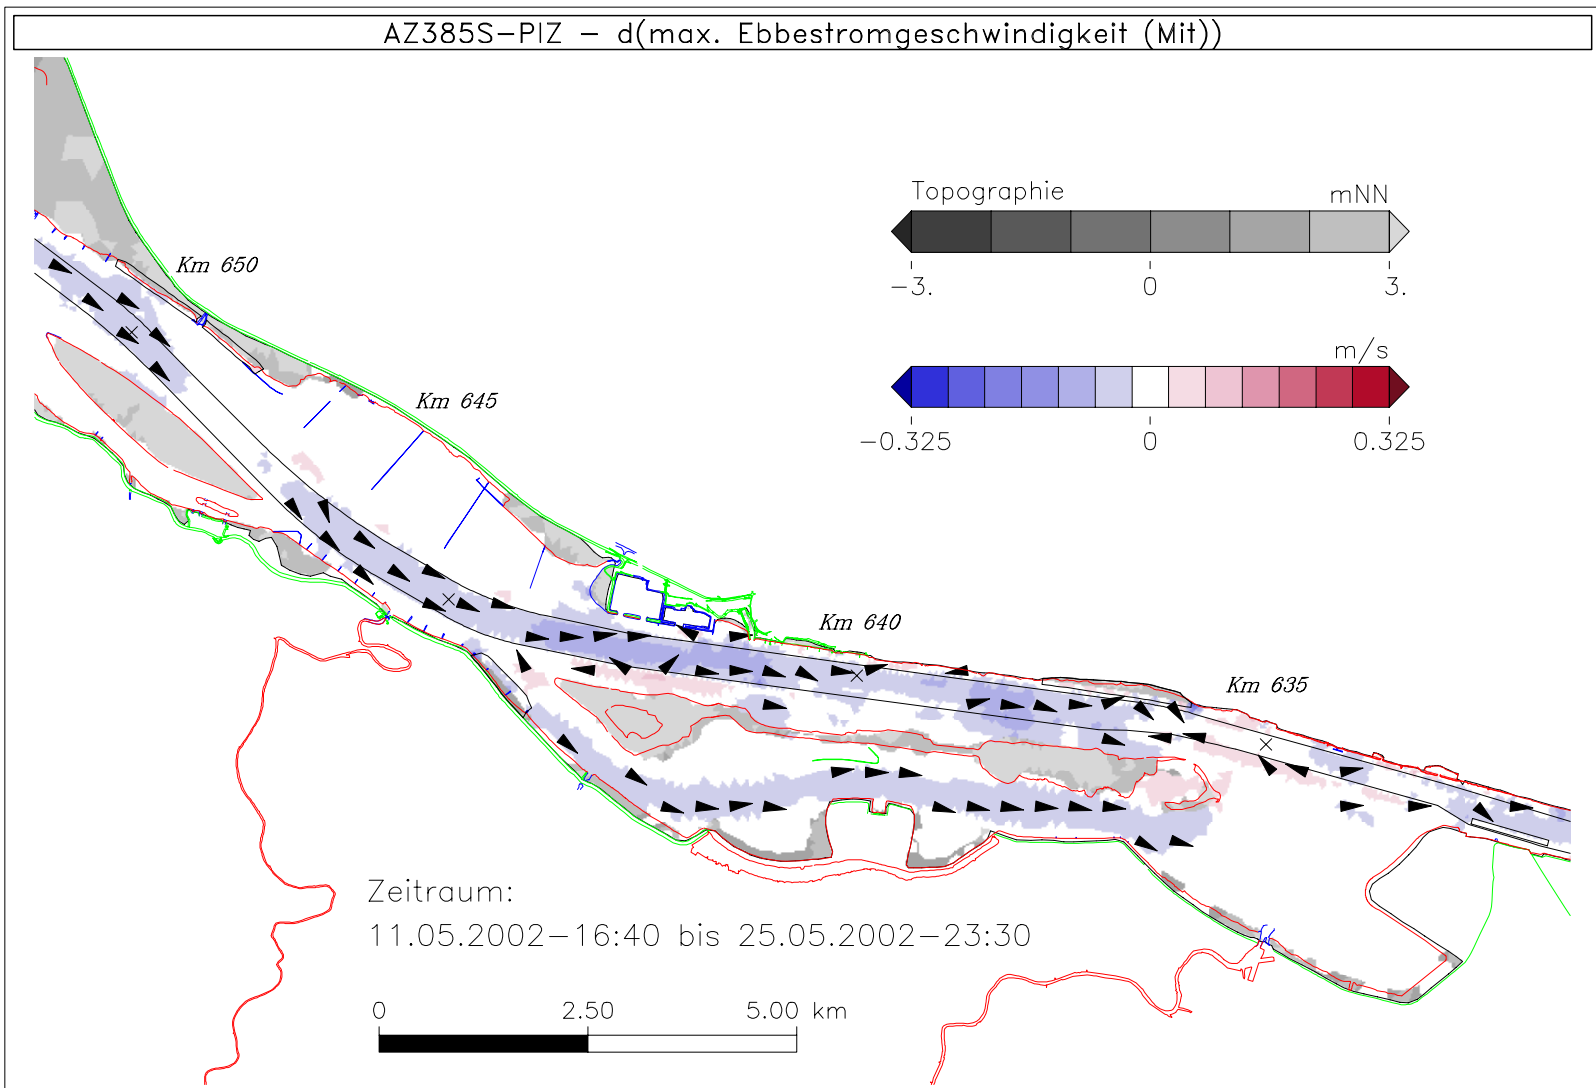 AZ385S-PIZ - d(max. Ebbestromgeschwindigkeit (Mit))
Topographie mNN
-3. 0 3.
m/s
-0.325 0 0.325
Km 650
Km 645
Km 640
Km 635
Zeitraum:
11.05.2002-16:40 bis 25.05.2002-23:30
0 2.50 5.00 km